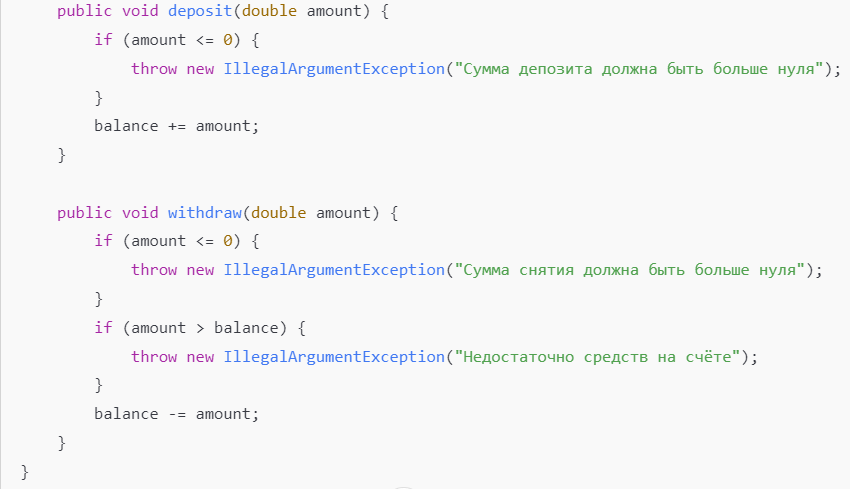 public void deposit(double amount) {
if (amount <= 0) {
throw new IllegalArgumentException("Сумма депозита должна быть больше нуля");
}
balance += amount;
}
public void withdraw(double amount) {
if (amount <= 0) {
throw new IllegalArgumentException("Сумма снятия должна быть больше нуля");
}
if (amount > balance) {
throw new IllegalArgumentException("Недостаточно средств на счёте");
}
balance -= amount;
}
}